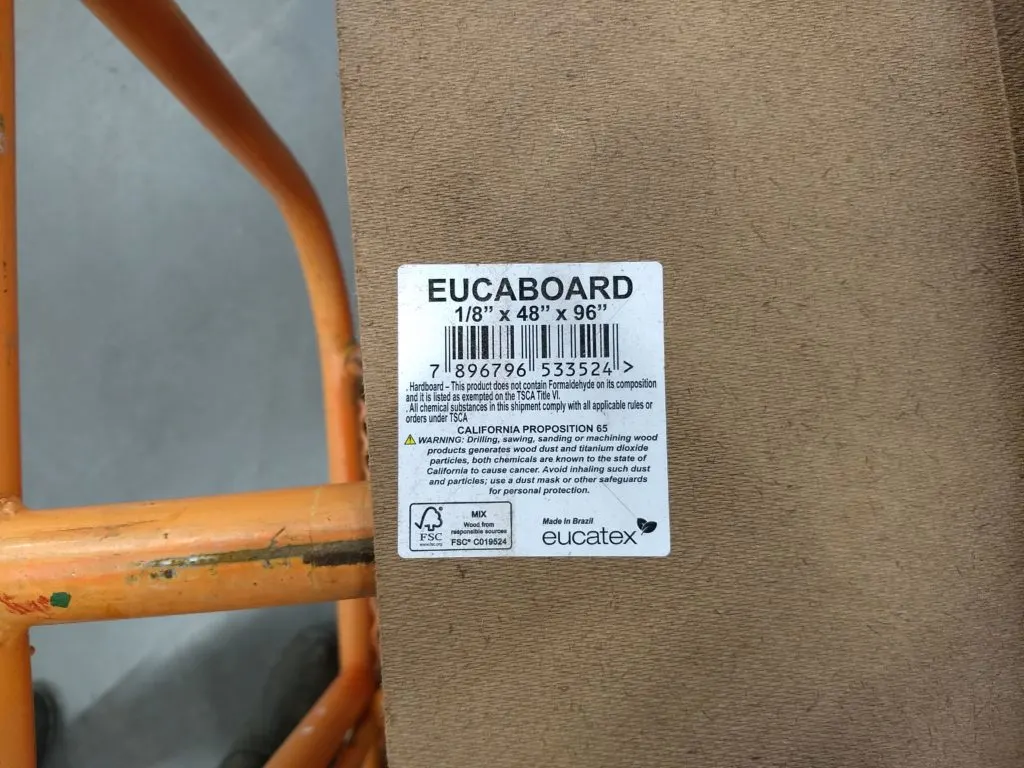 EUCABOARD
1/8” x 48” x 96”
7 896796 533524 >
. Hardboard – This product does not contain Formaldehyde on its composition
and it is listed as exempted on the TSCA Title VI.
. All chemical substances in this shipment comply with all applicable rules or
orders under TSCA
CALIFORNIA PROPOSITION 65
WARNING: Drilling, sawing, sanding or machining wood
products generates wood dust and titanium dioxide
particles, both chemicals are known to the state of
California to cause cancer. Avoid inhaling such dust
and particles; use a dust mask or other safeguards
for personal protection.
FSC
www.fsc.org
MIX
Wood from
responsible sources
FSC® C019524
Made in Brazil
eucatex